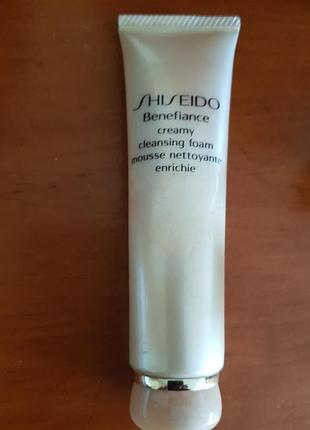 SHISEIDO
Benefiance
creamy
cleansing foam
mousse nettoyante
enrichie